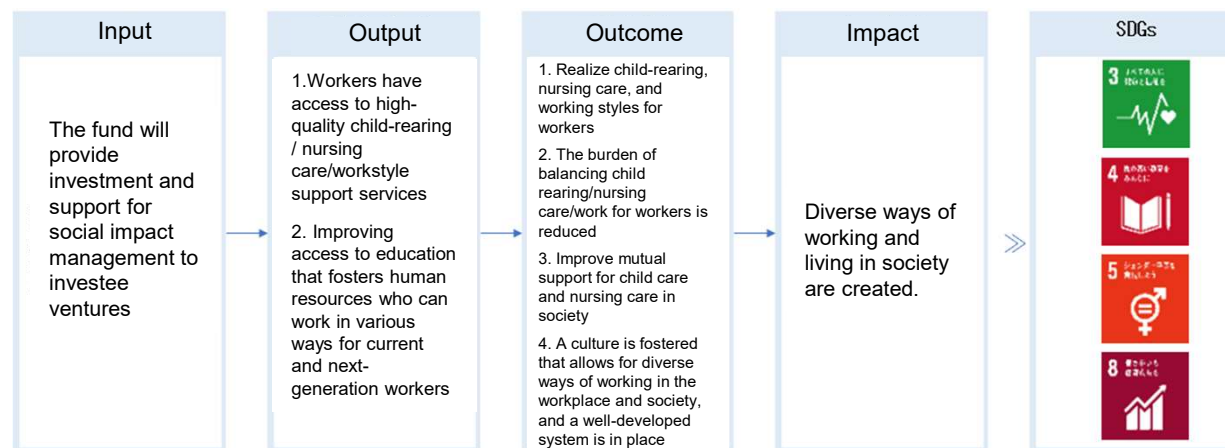 Input
The fund will
provide
investment and
support for
social impact
management to
investee
ventures
Output
1.Workers have
access to high-
quality child-rearing
/ nursing
care/workstyle
support services
2. Improving
access to education
that fosters human
resources who can
work in various
ways for current
and next-
generation workers
Outcome
1. Realize child-rearing,
nursing care, and
working styles for
workers
2. The burden of
balancing child
rearing/nursing
care/work for workers is
reduced
3. Improve mutual
support for child care
and nursing care in
society
4. A culture is fostered
that allows for diverse
ways of working in the
workplace and society,
and a well-developed
system is in place
Impact
Diverse ways of
working and
living in society
are created.
SDGs
3
4
5
8